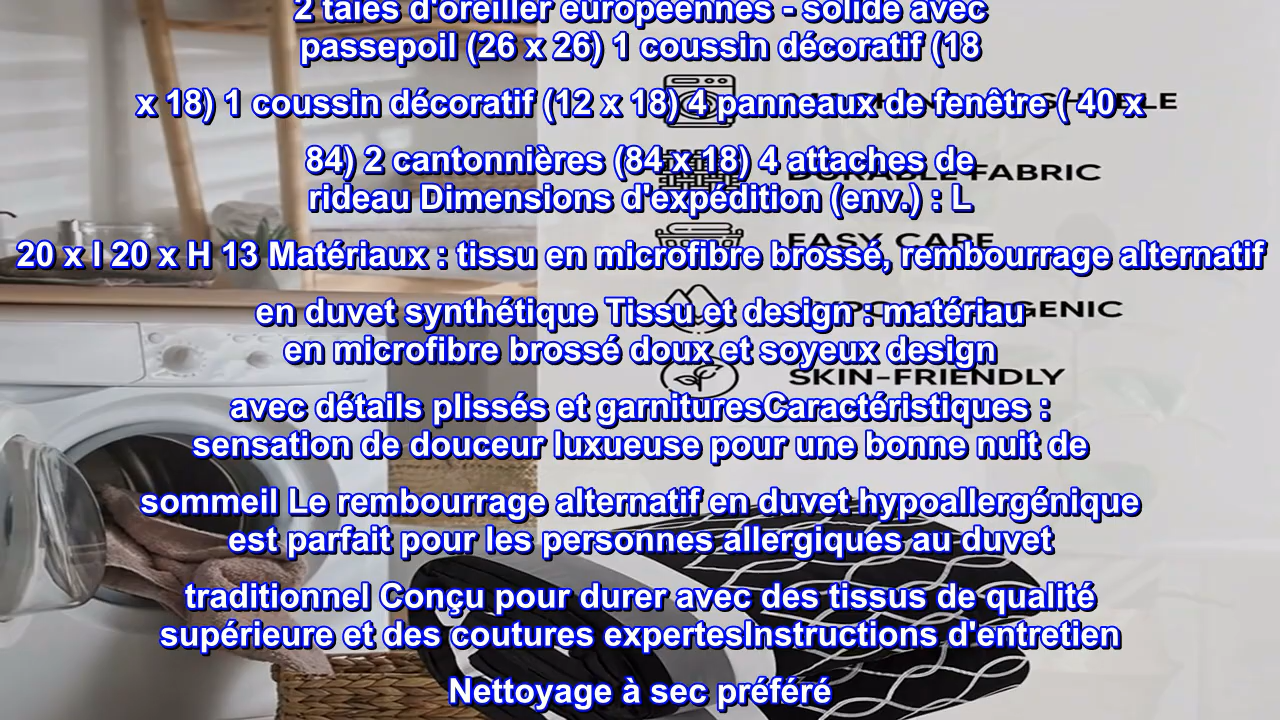 2 taies d'oreiller européennes - solide avec
passepoil (26 x 26) 1 coussin décoratif (18
x 18) 1 coussin décoratif (12 x 18) 4 panneaux de fenêtre ( 40 x
84) 2 cantonnières (84 x 18) 4 attaches de
FABRIC
rideau Dimensions d'expédition (env.) : L
EASY CARE
20 x l 20 x H 13 Matériaux : tissu en microfibre brossé, rembourrage alternatif
en duvet synthétique Tissu et design : matériau
en microfibre brossé doux et soyeux design
SKIN-FRIENDLY
avec détails plissés et garnituresCaractéristiques :
sensation de douceur luxueuse pour une bonne nuit de
sommeil Le rembourrage alternatif en duvet hypoallergénique
est parfait pour les personnes allergiques au duvet
traditionnel Conçu pour durer avec des tissus de qualité
supérieure et des coutures expertesInstructions d'entretien
Nettoyage à sec préféré